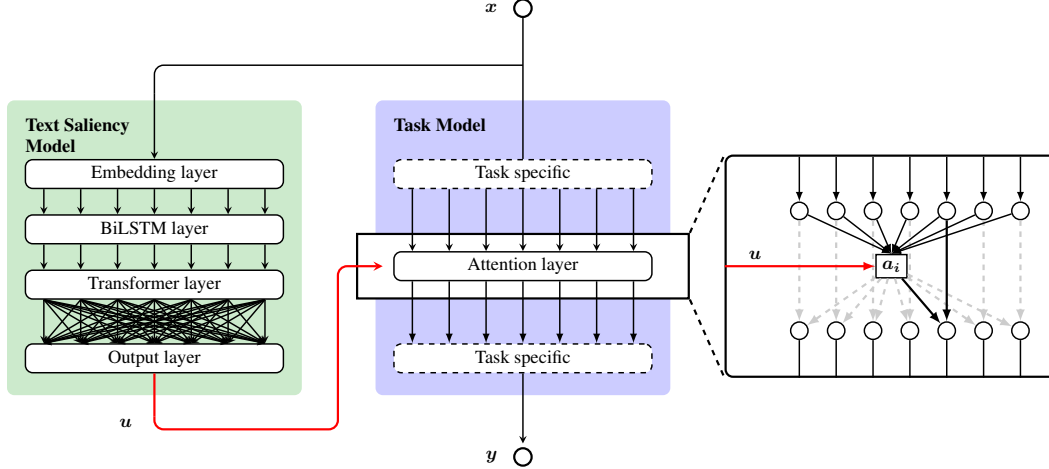 x
Text Saliency
Model
Embedding layer
BiLSTM layer
Transformer layer
Output layer
u
Task Model
Task specific
Attention layer
Task specific
y
u
a_i